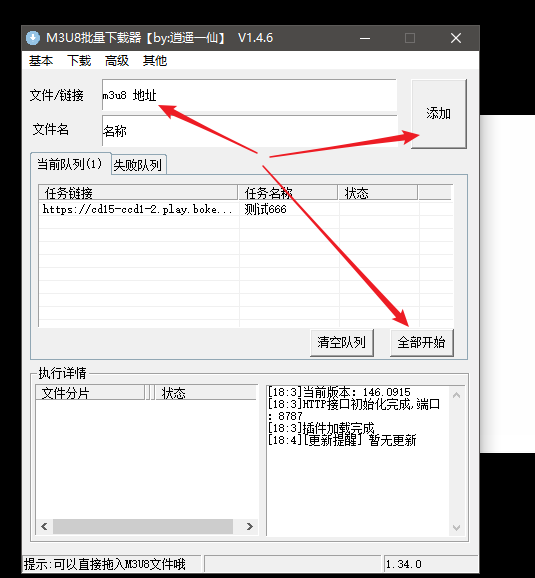 M3U8批量下载器【by:逍遥一仙】 V1.4.6
基本 下载 高级 其他
文件/链接 m3u8 地址
添加
文件名 名称
当前队列(1) 失败队列
任务链接 任务名称 状态
https://cd15-ccd1-2.play.boke... 测试666
清空队列 全部开始
执行详情
文件分片 状态
[18:3]当前版本: 146.0915
[18:3]HTTP接口初始化完成,端口
: 8787
[18:3]插件加载完成
[18:4][更新提醒] 暂无更新
提示:可以直接拖入M3U8文件哦 1.34.0